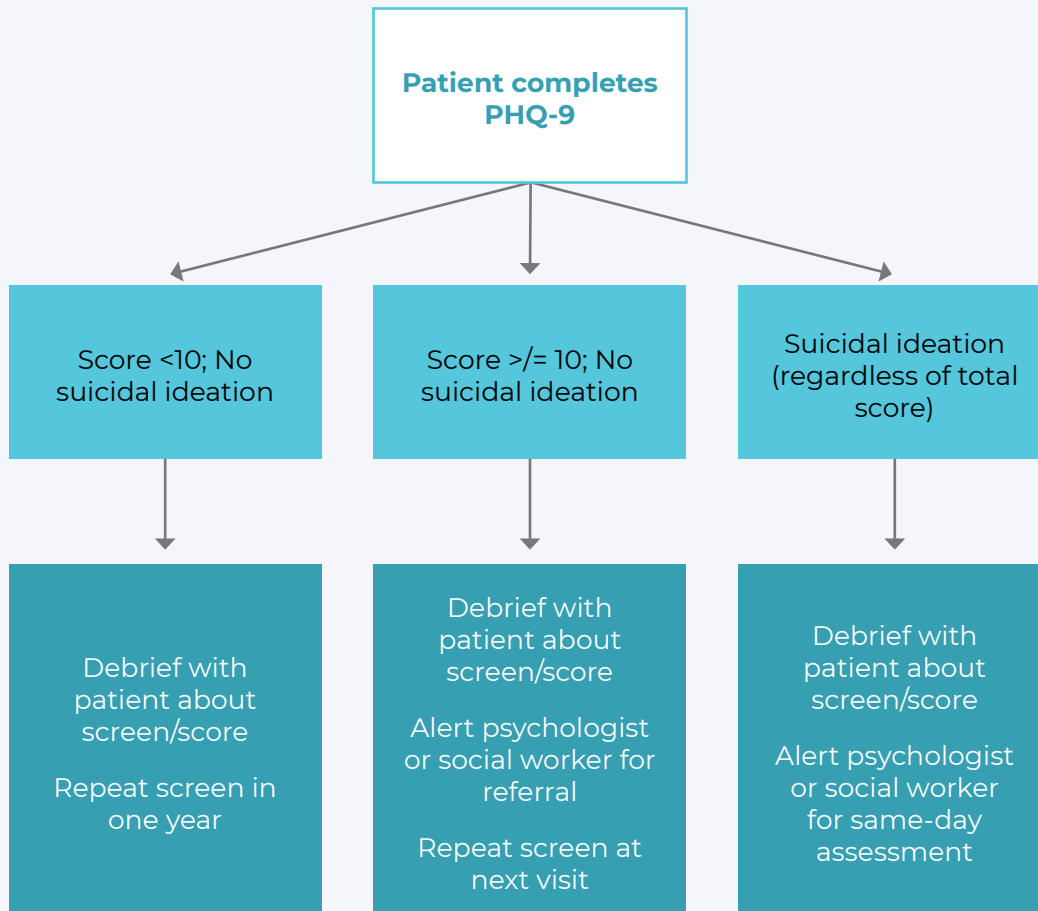 Patient completes
PHQ-9
Score <10; No
suicidal ideation
Score >/= 10; No
suicidal ideation
Suicidal ideation
(regardless of total
score)
Debrief with
patient about
screen/score
Repeat screen in
one year
Debrief with
patient about
screen/score
Alert psychologist
or social worker for
referral
Repeat screen at
next visit
Debrief with
patient about
screen/score
Alert psychologist
or social worker
for same-day
assessment